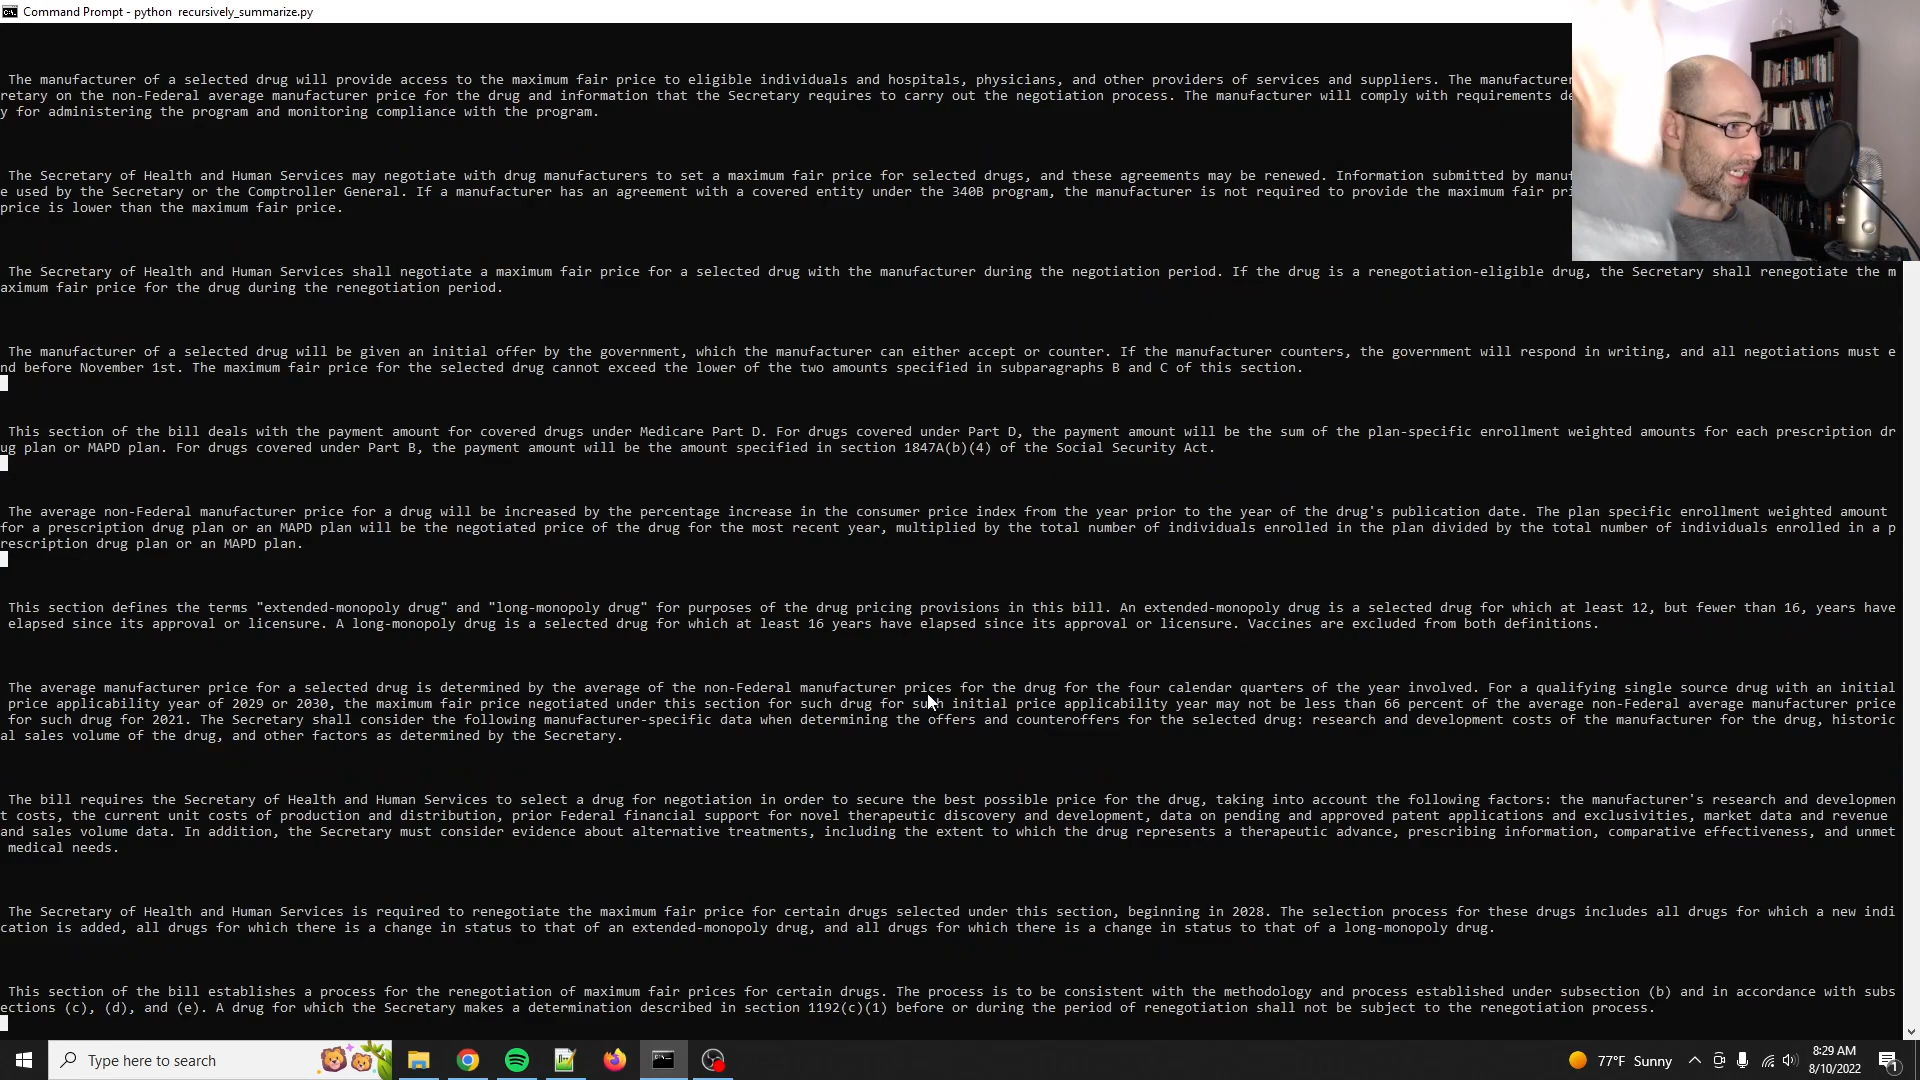 Command Prompt - python  recursively_summarize.py
The manufacturer of a selected drug will provide access to the maximum fair price to eligible individuals and hospitals, physicians, and other providers of services and suppliers. The manufacturer
retary on the non-Federal average manufacturer price for the drug and information that the Secretary requires to carry out the negotiation process. The manufacturer will comply with requirements
y for administering the program and monitoring compliance with the program.
The Secretary of Health and Human Services may negotiate with drug manufacturers to set a maximum fair price for selected drugs, and these agreements may be renewed. Information submitted by
e used by the Secretary or the Comptroller General. If a manufacturer has an agreement with a covered entity under the 340B program, the manufacturer is not required to provide the maximum fair
price is lower than the maximum fair price.
The Secretary of Health and Human Services shall negotiate a maximum fair price for a selected drug with the manufacturer during the negotiation period. If the drug is a renegotiation-eligible drug, the Secretary shall renegotiate the m
aximum fair price for the drug during the renegotiation period.
The manufacturer of a selected drug will be given an initial offer by the government, which the manufacturer can either accept or counter. If the manufacturer counters, the government will respond in writing, and all negotiations must e
nd before November 1st. The maximum fair price for the selected drug cannot exceed the lower of the two amounts specified in subparagraphs B and C of this section.
This section of the bill deals with the payment amount for covered drugs under Medicare Part D. For drugs covered under Part D, the payment amount will be the sum of the plan-specific enrollment weighted amounts for each prescription dr
ug plan or MAPD plan. For drugs covered under Part B, the payment amount will be the amount specified in section 1847A(b)(4) of the Social Security Act.
The average non-Federal manufacturer price for a drug will be increased by the percentage increase in the consumer price index from the year prior to the year of the drug's publication date. The plan specific enrollment weighted amount
for a prescription drug plan or an MAPD plan will be the negotiated price of the drug for the most recent year, multiplied by the total number of individuals enrolled in the plan divided by the total number of individuals enrolled in a p
rescription drug plan or an MAPD plan.
This section defines the terms "extended-monopoly drug" and "long-monopoly drug" for purposes of the drug pricing provisions in this bill. An extended-monopoly drug is a selected drug for which at least 12, but fewer than 16, years have
elapsed since its approval or licensure. A long-monopoly drug is a selected drug for which at least 16 years have elapsed since its approval or licensure. Vaccines are excluded from both definitions.
The average manufacturer price for a selected drug is determined by the average of the non-Federal manufacturer prices for the drug for the four calendar quarters of the year involved. For a qualifying single source drug with an initial
price applicability year of 2029 or 2030, the maximum fair price negotiated under this section for such drug for such initial price applicability year may not be less than 66 percent of the average non-Federal average manufacturer price
for such drug for 2021. The Secretary shall consider the following manufacturer-specific data when determining the offers and counteroffers for the selected drug: research and development costs of the manufacturer for the drug, historic
al sales volume of the drug, and other factors as determined by the Secretary.
The bill requires the Secretary of Health and Human Services to select a drug for negotiation in order to secure the best possible price for the drug, taking into account the following factors: the manufacturer's research and developmen
t costs, the current unit costs of production and distribution, prior Federal financial support for novel therapeutic discovery and development, data on pending and approved patent applications and exclusivities, market data and revenue
and sales volume data. In addition, the Secretary must consider evidence about alternative treatments, including the extent to which the drug represents a therapeutic advance, prescribing information, comparative effectiveness, and unmet
medical needs.
The Secretary of Health and Human Services is required to renegotiate the maximum fair price for certain drugs selected under this section, beginning in 2028. The selection process for these drugs includes all drugs for which a new indi
cation is added, all drugs for which there is a change in status to that of an extended-monopoly drug, and all drugs for which there is a change in status to that of a long-monopoly drug.
This section of the bill establishes a process for the renegotiation of maximum fair prices for certain drugs. The process is to be consistent with the methodology and process established under subsection (b) and in accordance with subs
ections (c), (d), and (e). A drug for which the Secretary makes a determination described in section 1192(c)(1) before or during the period of renegotiation shall not be subject to the renegotiation process.
Type here to search
77°F Sunny
8:29 AM
8/10/2022
1